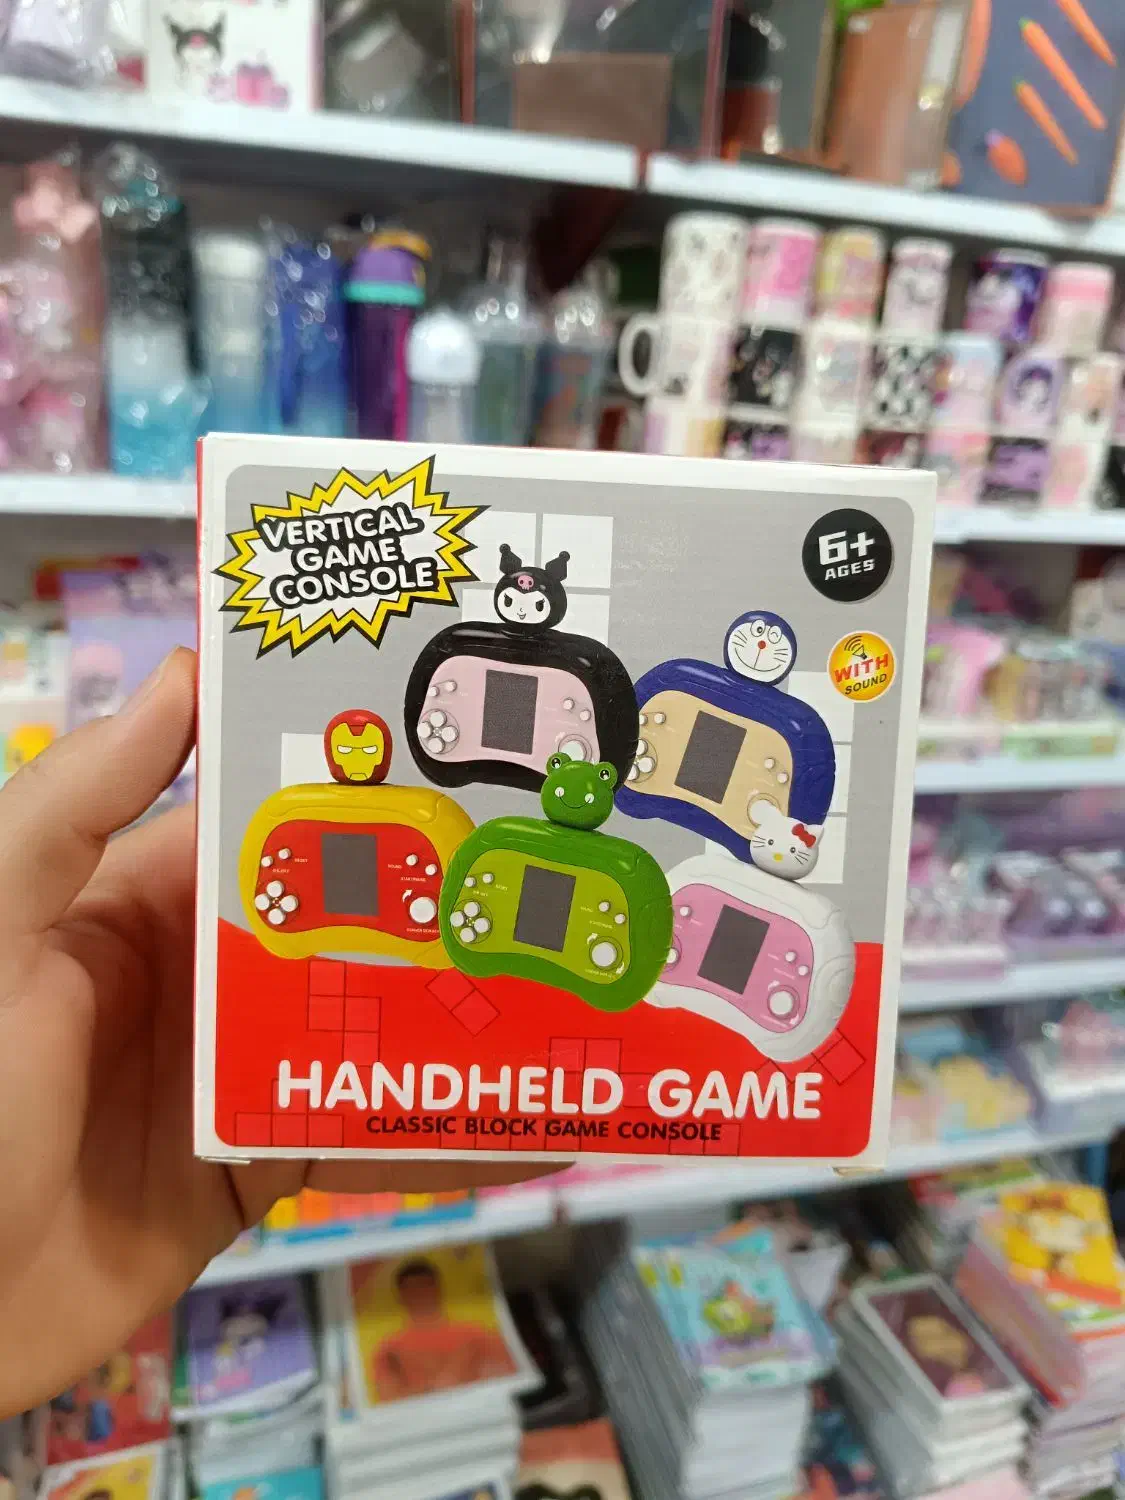 VERTICAL
GAME
CONSOLE
6+
AGES
WITH
SOUND
HANDHELD GAME
CLASSIC BLOCK GAME CONSOLE